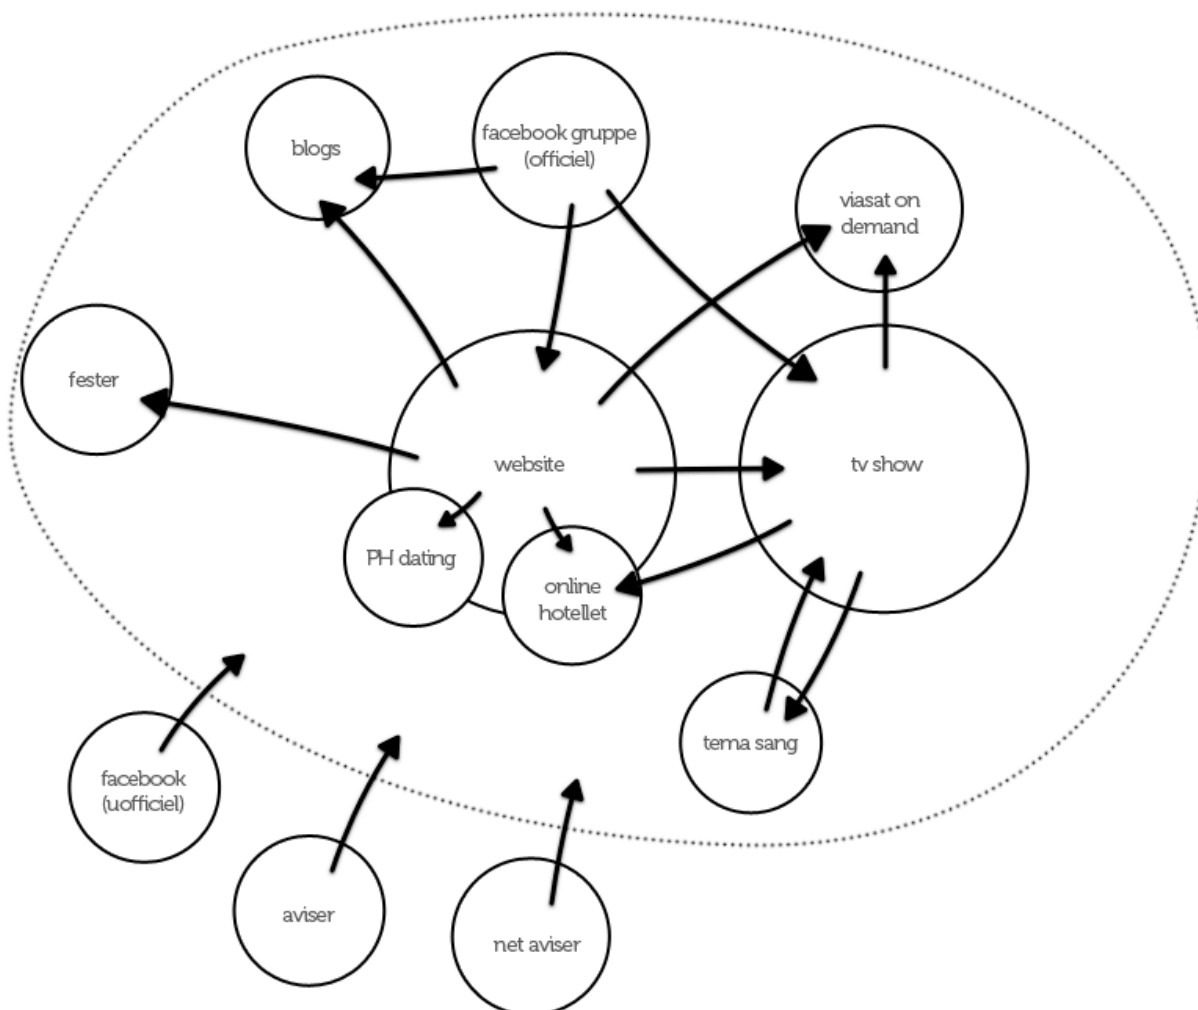 blogs
facebook gruppe
(officiel)
viasat on
demand
fester
website
tv show
PH dating
online
hotellet
tema sang
facebook
(uofficiel)
aviser
net aviser